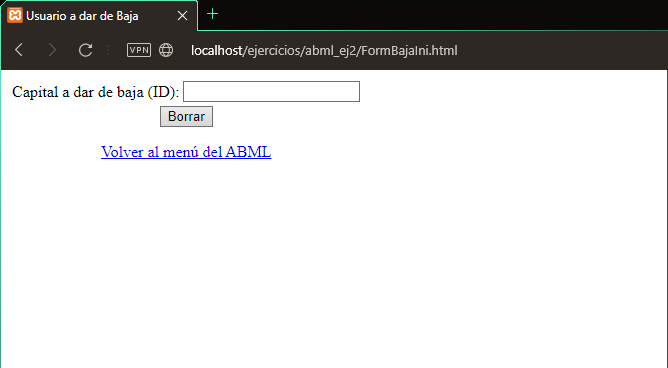 Usuario a dar de Baja
VPN
localhost/ejercicios/abml_ej2/FormBajaIni.html
Capital a dar de baja (ID):
Borrar
Volver al menú del ABML